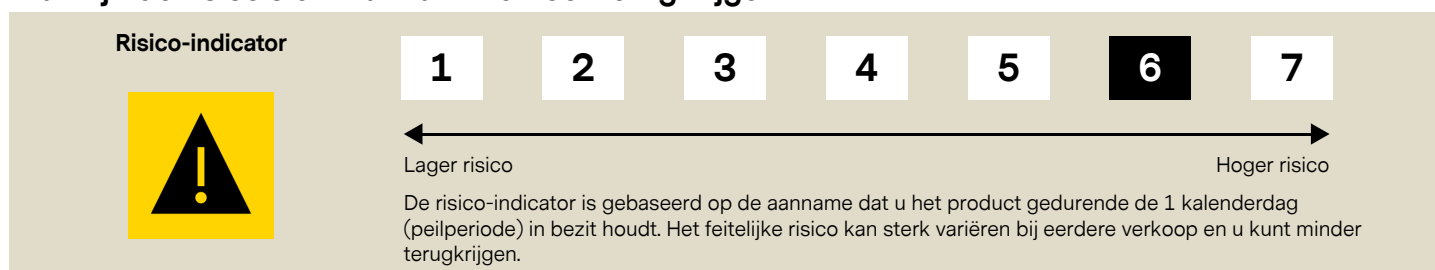 Risico-indicator
1 2 3 4 5 6 7
Lager risico Hoger risico
De risico-indicator is gebaseerd op de aanname dat u het product gedurende de 1 kalenderdag
(peilperiode) in bezit houdt. Het feitelijke risico kan sterk variëren bij eerdere verkoop en u kunt minder
terugkrijgen.